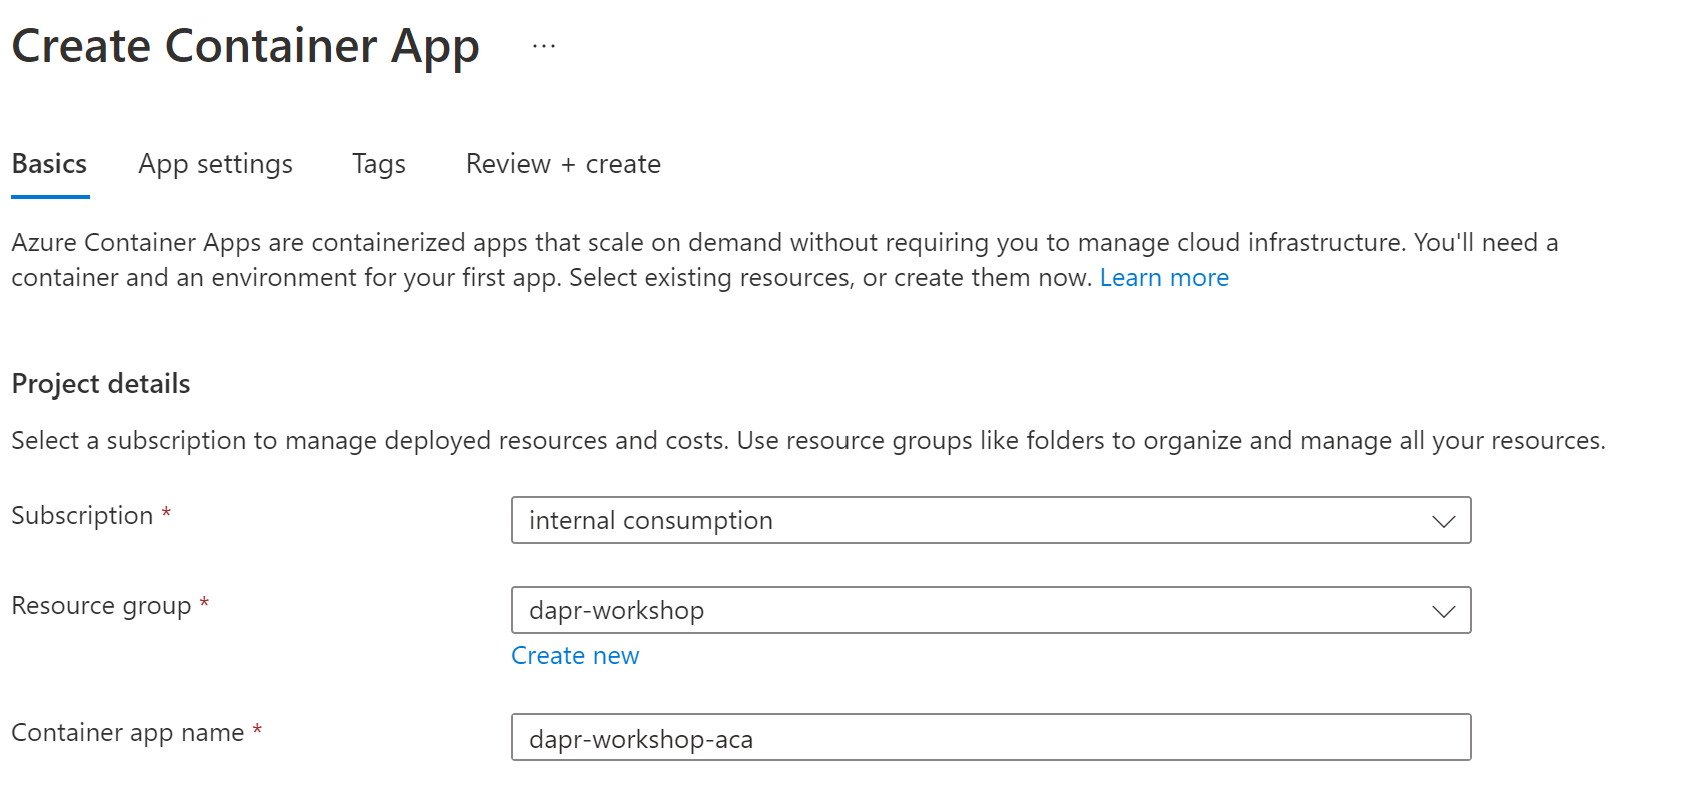 Create Container App ...
Basics App settings Tags Review + create
Azure Container Apps are containerized apps that scale on demand without requiring you to manage cloud infrastructure. You'll need a
container and an environment for your first app. Select existing resources, or create them now. Learn more
Project details
Select a subscription to manage deployed resources and costs. Use resource groups like folders to organize and manage all your resources.
Subscription * internal consumption
Resource group * dapr-workshop
Create new
Container app name * dapr-workshop-aca